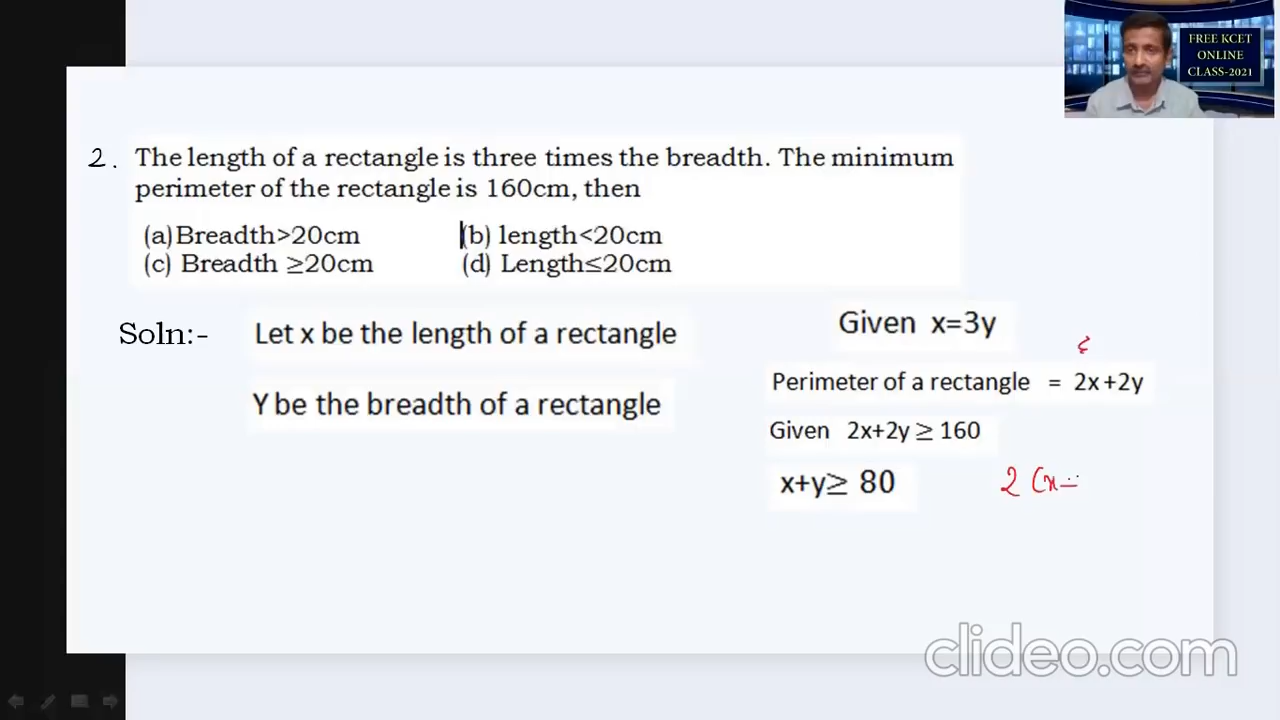 FREE KCET
ONLINE
CLASS-2021
2. The length of a rectangle is three times the breadth. The minimum
perimeter of the rectangle is 160cm, then
(a)Breadth>20cm (b) length<20cm
(c) Breadth ≥20cm (d) Length≤20cm
Soln:- Let x be the length of a rectangle
Y be the breadth of a rectangle
Given x=3y
Perimeter of a rectangle = 2x+2y
Given 2x+2y ≥ 160
x+y≥ 80 2 (x
clideo.com